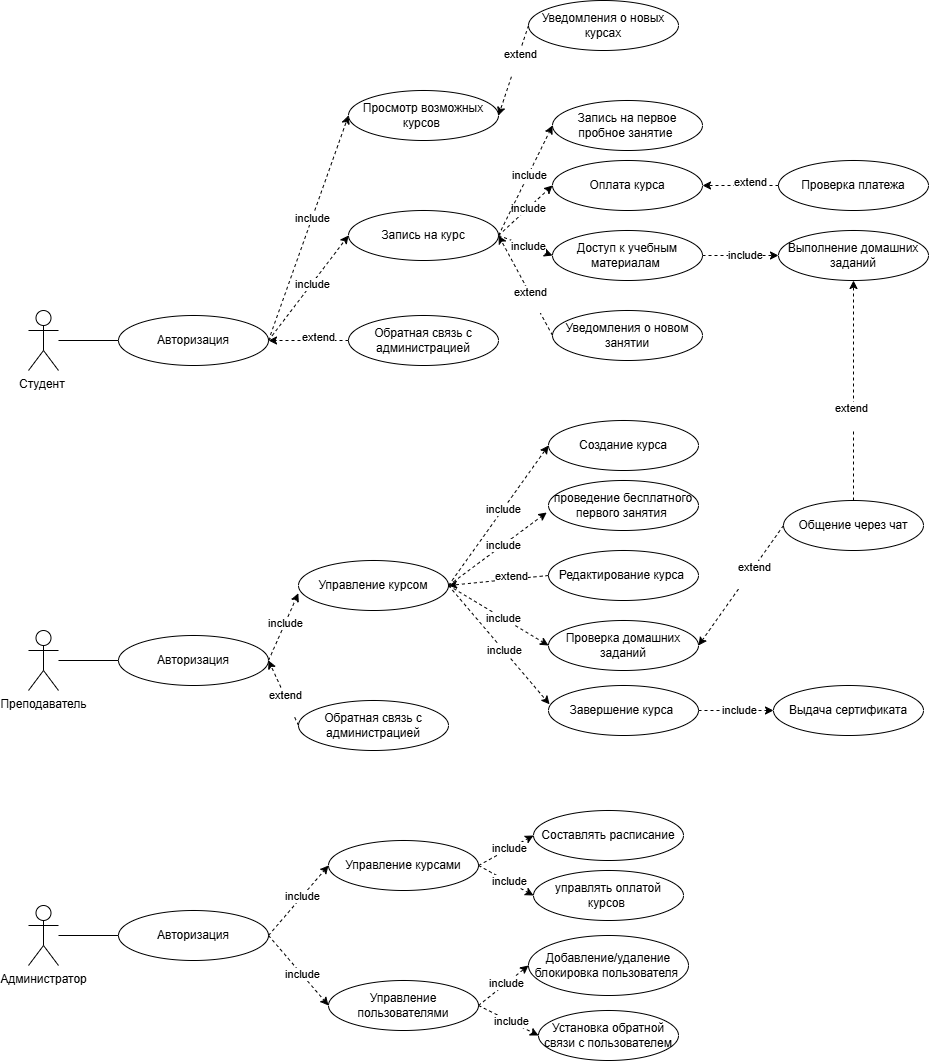 Уведомления о новых
курсах
extend
Просмотр возможных
курсов
Запись на первое
пробное занятие
include
Оплата курса
extend
Проверка платежа
include
include
Запись на курс
include
Доступ к учебным
материалам
include
Выполнение домашних
заданий
include
extend
Уведомления о новом
занятии
Студент
Авторизация
extend
Обратная связь с
администрацией
extend
Создание курса
include
проведение бесплатного
первого занятия
include
Общение через чат
extend
Управление курсом
extend
Редактирование курса
include
include
Проверка домашних
заданий
include
Преподаватель
Авторизация
extend
Обратная связь с
администрацией
Завершение курса
include
Выдача сертификата
Составлять расписание
include
Управление курсами
include
управлять оплатой
курсов
include
Администратор
Авторизация
include
Добавление/удаление
блокировка пользователя
include
Управление
пользователями
include
Установка обратной
связи с пользователем